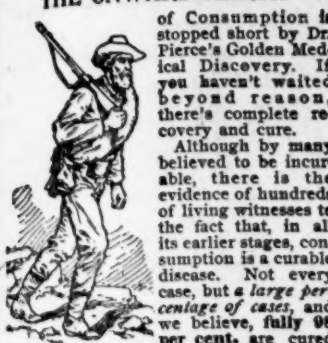 THE
of Consumption is
stopped short by Dr.
Pierce's Golden Med-
ical Discovery. If
you haven't waited
beyond reason,
there's complete re-
covery and cure.
Although by many
believed to be incur-
able, there is the
evidence of hundreds
of living witnesses to
the fact that, in all
its earlier stages, con-
sumption is a curable
disease. Not every
case, but a large per-
centage of cases, and
we believe, fully 98
per cent. are cured